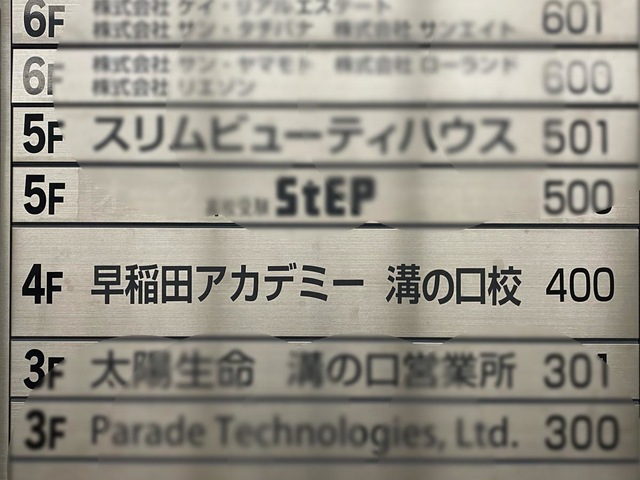 6F 株式会社 ケイ・リアルエステート 601
株式会社 サン・タチバナ 株式会社 サンエイト
6F 株式会社 サン・ヤマモト 株式会社 ローランド 600
株式会社 リエゾン
5F スリムビューティハウス 501
5F 高校受験 StEP 500
4F 早稲田アカデミー 溝の口校 400
3F 太陽生命 溝の口営業所 301
3F Parade Technologies, Ltd. 300